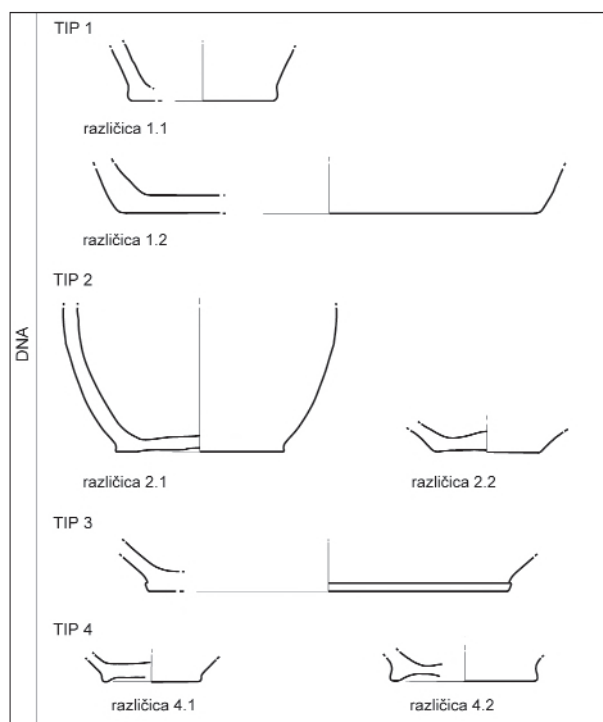 TIP 1
različica 1.1
različica 1.2
TIP 2
DNA
različica 2.1
različica 2.2
TIP 3
TIP 4
različica 4.1
različica 4.2